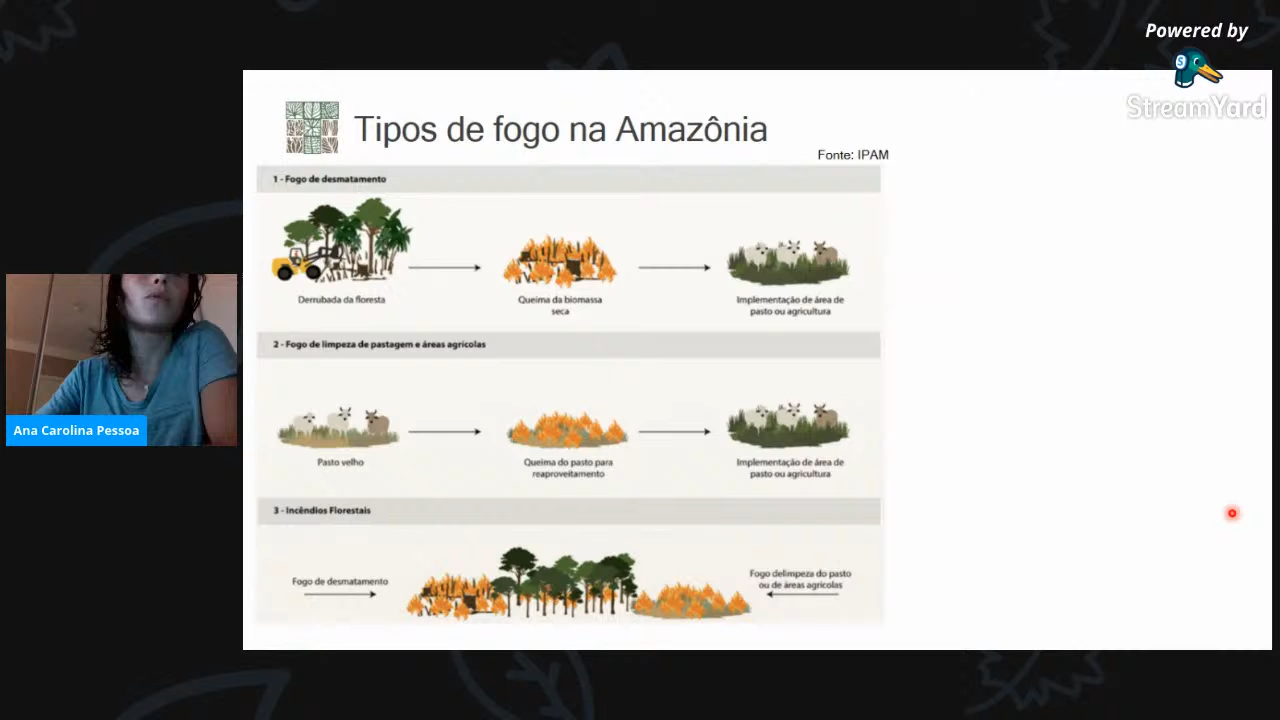 Powered by
StreamYard
Tipos de fogo na Amazônia
Fonte: IPAM
1 - Fogo de desmatamento
Derrubada da floresta
Queima da biomassa
seca
Implementação de área de
pasto ou agricultura
2 - Fogo de limpeza de pastagem e áreas agrícolas
Pasto velho
Queima do pasto para
reaproveitamento
Implementação de área de
pasto ou agricultura
3 - Incêndios Florestais
Fogo de desmatamento
Fogo delimpeza do pasto
ou de áreas agrícolas
Ana Carolina Pessoa